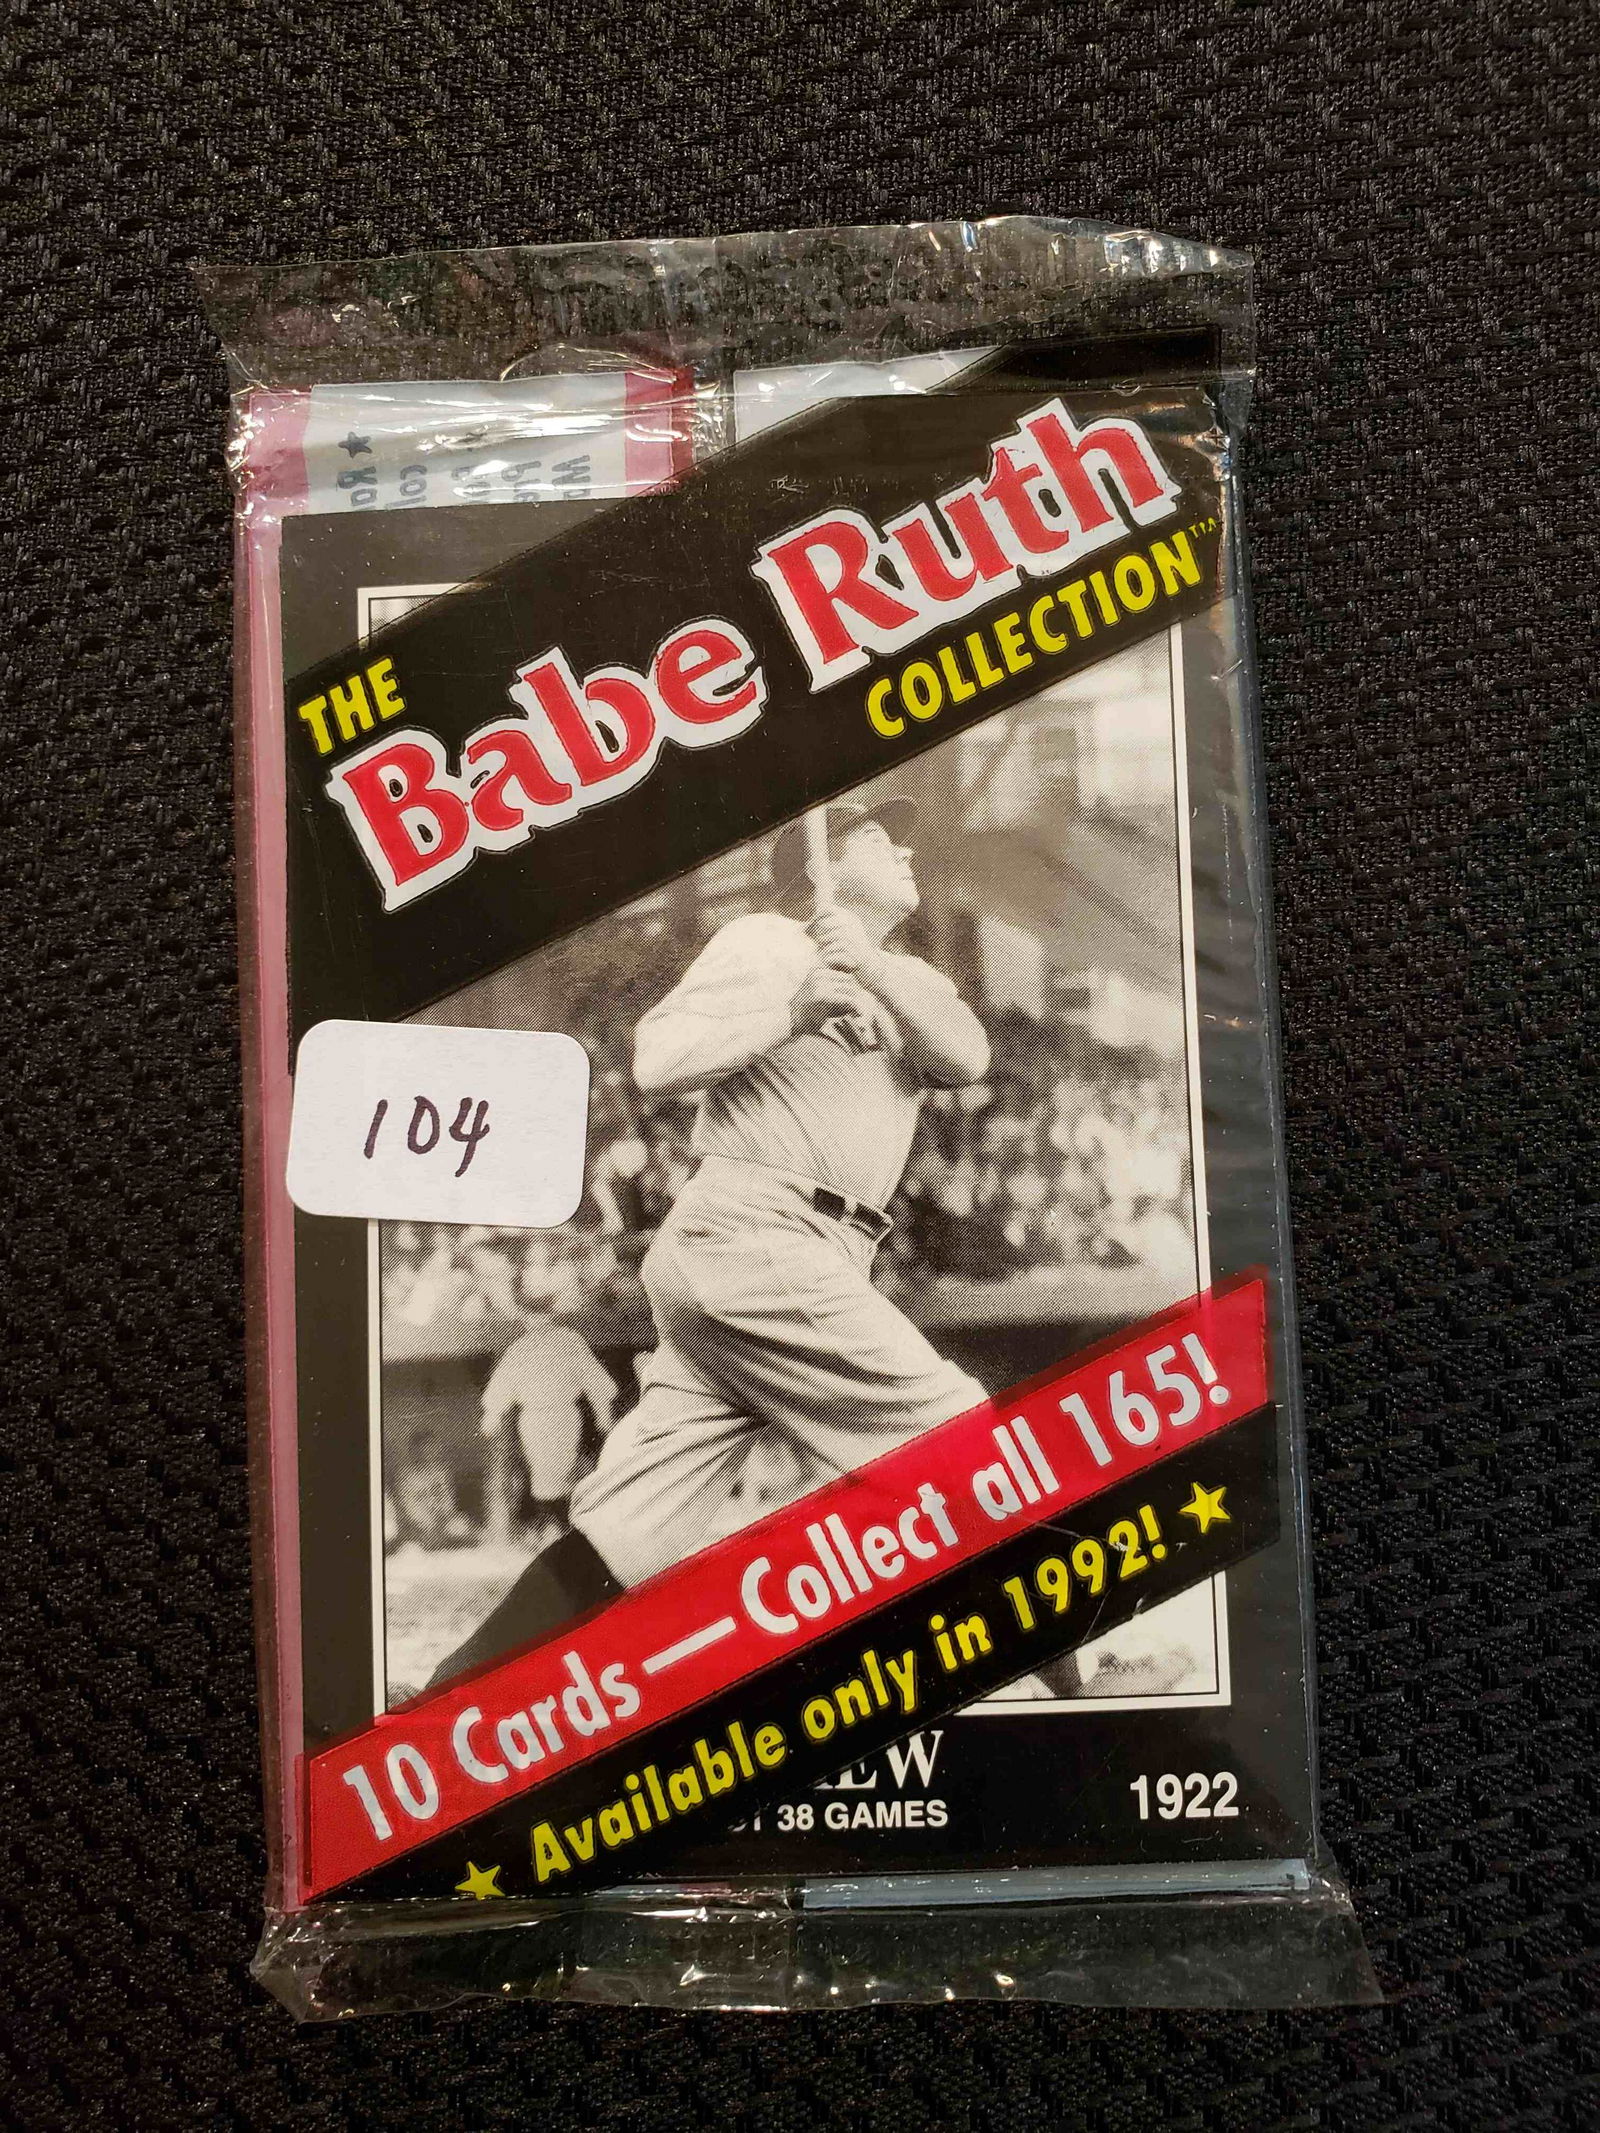 THE
Babe Ruth
COLLECTION™
104
10 Cards—Collect all 165!
★ Available only in 1992! ★
38 GAMES
1922